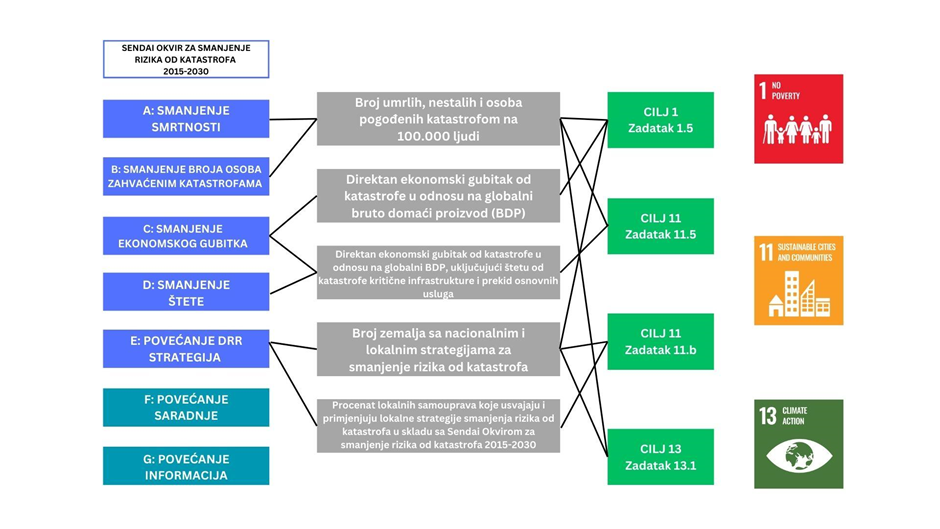 SENDAI OKVIR ZA SMANJENJE
RIZIKA OD KATASTROFA
2015-2030
A: SMANJENJE
SMRTNOSTI
B: SMANJENJE BROJA OSOBA
ZAHVAĆENIM KATASTROFAMA
C: SMANJENJE
EKONOMSKOG GUBITKA
D: SMANJENJE
ŠTETE
E: POVEĆANJE DRR
STRATEGIJA
F: POVEĆANJE
SARADNJE
G: POVEĆANJE
INFORMACIJA
Broj umrlih, nestalih i osoba
pogođenih katastrofom na
100.000 ljudi
Direktan ekonomski gubitak od
katastrofe u odnosu na globalni
bruto domaći proizvod (BDP)
Direktan ekonomski gubitak od katastrofe u
odnosu na globalni BDP, uključujući štetu od
katastrofe kritične infrastrukture i prekid osnovnih
usluga
Broj zemalja sa nacionalnim i
lokalnim strategijama za
smanjenje rizika od katastrofa
Procenat lokalnih samouprava koje usvajaju i
primjenjuju lokalne strategije smanjenja rizika od
katastrofa u skladu sa Sendai Okvirom za
smanjenje rizika od katastrofa 2015-2030
CILJ 1
Zadatak 1.5
CILJ 11
Zadatak 11.5
CILJ 11
Zadatak 11.b
CILJ 13
Zadatak 13.1
1 NO
POVERTY
11 SUSTAINABLE CITIES
AND COMMUNITIES
13 CLIMATE
ACTION